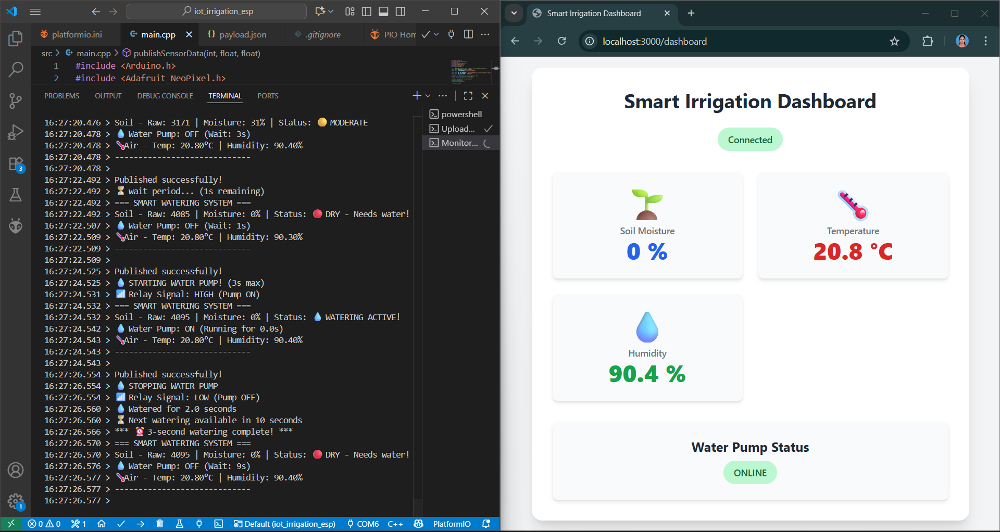 iot_irrigation_esp
platformio.ini
main.cpp
payload.json
.gitignore
PIO Hom
src > main.cpp > publishSensorData(int, float, float)
1 #include <Arduino.h>
2 #include <Adafruit_NeoPixel.h>
PROBLEMS OUTPUT DEBUG CONSOLE TERMINAL PORTS
powershell
Upload...
Monitor...
16:27:20.476 > Soil - Raw: 3171 | Moisture: 31% | Status: 🟡 MODERATE
16:27:20.478 > 💧 Water Pump: OFF (Wait: 3s)
16:27:20.478 > 🌡️Air - Temp: 20.80°C | Humidity: 90.40%
16:27:20.478 > -----------------------------
16:27:20.478 >
16:27:22.492 > Published successfully!
16:27:22.492 > ⏳ wait period... (1s remaining)
16:27:22.492 > === SMART WATERING SYSTEM ===
16:27:22.492 > Soil - Raw: 4085 | Moisture: 0% | Status: 🔴 DRY - Needs water!
16:27:22.507 > 💧 Water Pump: OFF (Wait: 1s)
16:27:22.509 > 🌡️Air - Temp: 20.80°C | Humidity: 90.30%
16:27:22.509 > -----------------------------
16:27:22.509 >
16:27:24.525 > Published successfully!
16:27:24.525 > 💧 STARTING WATER PUMP! (3s max)
16:27:24.531 > 📶 Relay Signal: HIGH (Pump ON)
16:27:24.532 > === SMART WATERING SYSTEM ===
16:27:24.532 > Soil - Raw: 4095 | Moisture: 0% | Status: 💧 WATERING ACTIVE!
16:27:24.542 > 💧 Water Pump: ON (Running for 0.0s)
16:27:24.543 > 🌡️Air - Temp: 20.80°C | Humidity: 90.40%
16:27:24.543 > -----------------------------
16:27:24.543 >
16:27:26.554 > Published successfully!
16:27:26.554 > 💧 STOPPING WATER PUMP
16:27:26.554 > 📶 Relay Signal: LOW (Pump OFF)
16:27:26.560 > 💧 Watered for 2.0 seconds
16:27:26.560 > ⏳ Next watering available in 10 seconds
16:27:26.566 > *** ⏰ 3-second watering complete! ***
16:27:26.570 > === SMART WATERING SYSTEM ===
16:27:26.570 > Soil - Raw: 4095 | Moisture: 0% | Status: 🔴 DRY - Needs water!
16:27:26.576 > 💧 Water Pump: OFF (Wait: 9s)
16:27:26.577 > 🌡️Air - Temp: 20.80°C | Humidity: 90.40%
16:27:26.577 > -----------------------------
16:27:26.577 >
3
1
0 0 1 Default (iot_irrigation_esp) COM6 C++ PlatformIO
Smart Irrigation Dashboard
localhost:3000/dashboard
Smart Irrigation Dashboard
Connected
Soil Moisture
0 %
Temperature
20.8 °C
Humidity
90.4 %
Water Pump Status
ONLINE